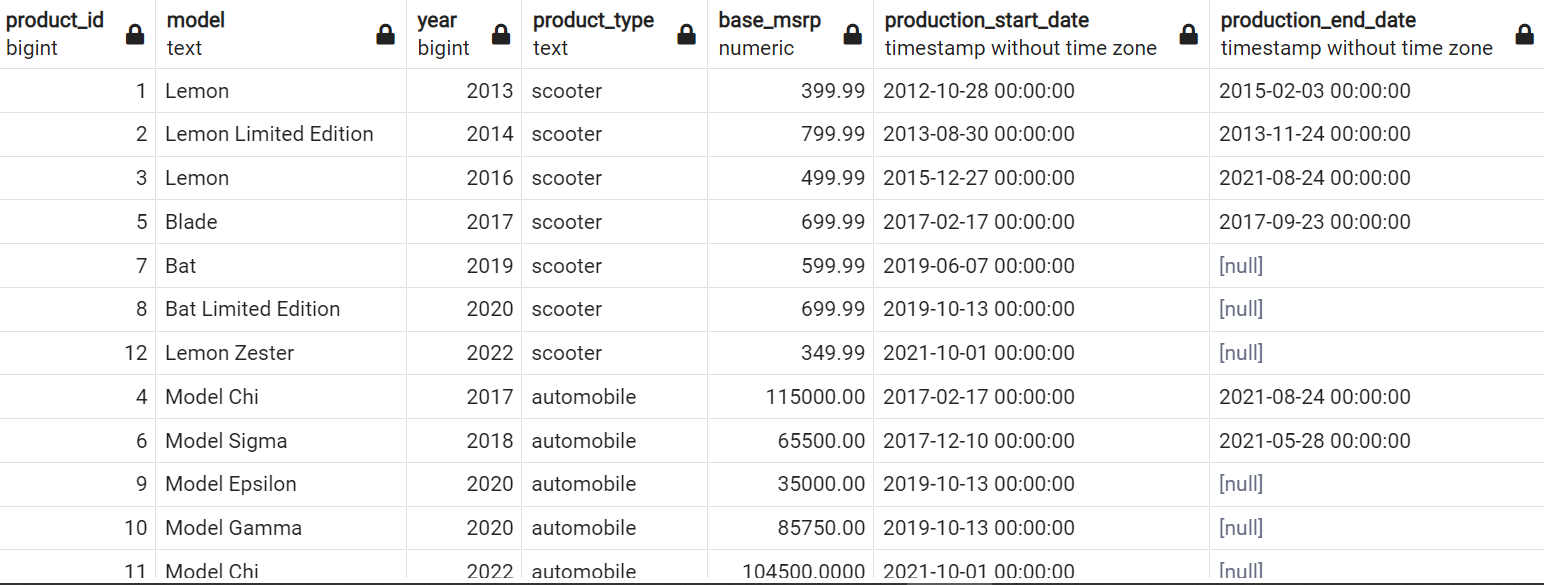 product_id model year product_type base_msrp production_start_date production_end_date
bigint text bigint text numeric timestamp without time zone timestamp without time zone
1 Lemon 2013 scooter 399.99 2012-10-28 00:00:00 2015-02-03 00:00:00
2 Lemon Limited Edition 2014 scooter 799.99 2013-08-30 00:00:00 2013-11-24 00:00:00
3 Lemon 2016 scooter 499.99 2015-12-27 00:00:00 2021-08-24 00:00:00
5 Blade 2017 scooter 699.99 2017-02-17 00:00:00 2017-09-23 00:00:00
7 Bat 2019 scooter 599.99 2019-06-07 00:00:00 [null]
8 Bat Limited Edition 2020 scooter 699.99 2019-10-13 00:00:00 [null]
12 Lemon Zester 2022 scooter 349.99 2021-10-01 00:00:00 [null]
4 Model Chi 2017 automobile 115000.00 2017-02-17 00:00:00 2021-08-24 00:00:00
6 Model Sigma 2018 automobile 65500.00 2017-12-10 00:00:00 2021-05-28 00:00:00
9 Model Epsilon 2020 automobile 35000.00 2019-10-13 00:00:00 [null]
10 Model Gamma 2020 automobile 85750.00 2019-10-13 00:00:00 [null]
11 Model Chi 2022 automobile 104500.0000 2021-10-01 00:00:00 [null]